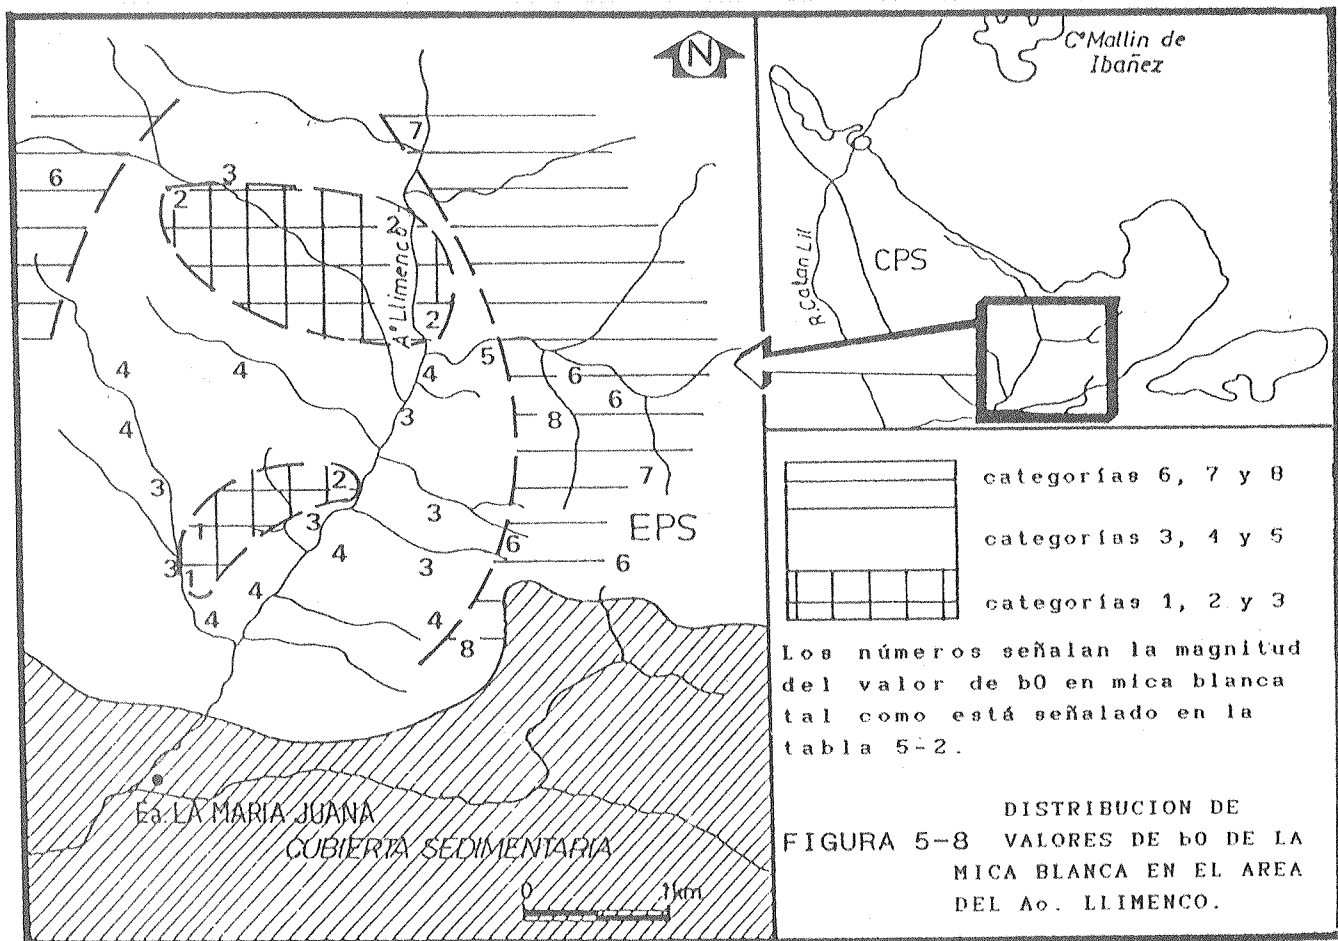 N
7
6
3
2
2
Aº Llimenco
2
5
4
4
4
6
6
3
8
4
7
3
2
3
1
3
EPS
3
4
6
3
1
3
6
4
4
4
8
Ea. LA MARIA JUANA
CUBIERTA SEDIMENTARIA
0 1km
Cº Mallin de
Ibañez
R. Catan Lil
CPS
categorías 6, 7 y 8
categorías 3, 4 y 5
categorías 1, 2 y 3
Los números señalan la magnitud
del valor de b0 en mica blanca
tal como está señalado en la
tabla 5-2.
DISTRIBUCION DE
FIGURA 5-8 VALORES DE b0 DE LA
MICA BLANCA EN EL AREA
DEL Ao. LLIMENCO.